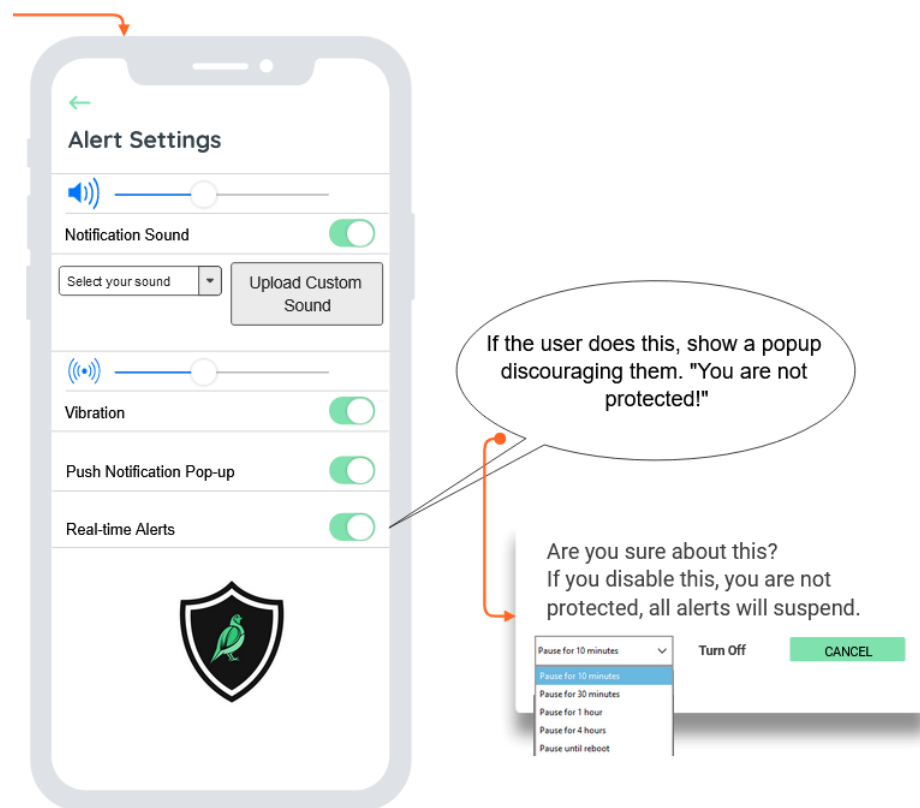 Alert Settings
Notification Sound
Select your sound
Upload Custom
Sound
Vibration
Push Notification Pop-up
Real-time Alerts
If the user does this, show a popup
discouraging them. "You are not
protected!"
Are you sure about this?
If you disable this, you are not
protected, all alerts will suspend.
Pause for 10 minutes
Turn Off
CANCEL
Pause for 10 minutes
Pause for 30 minutes
Pause for 1 hour
Pause for 4 hours
Pause until reboot